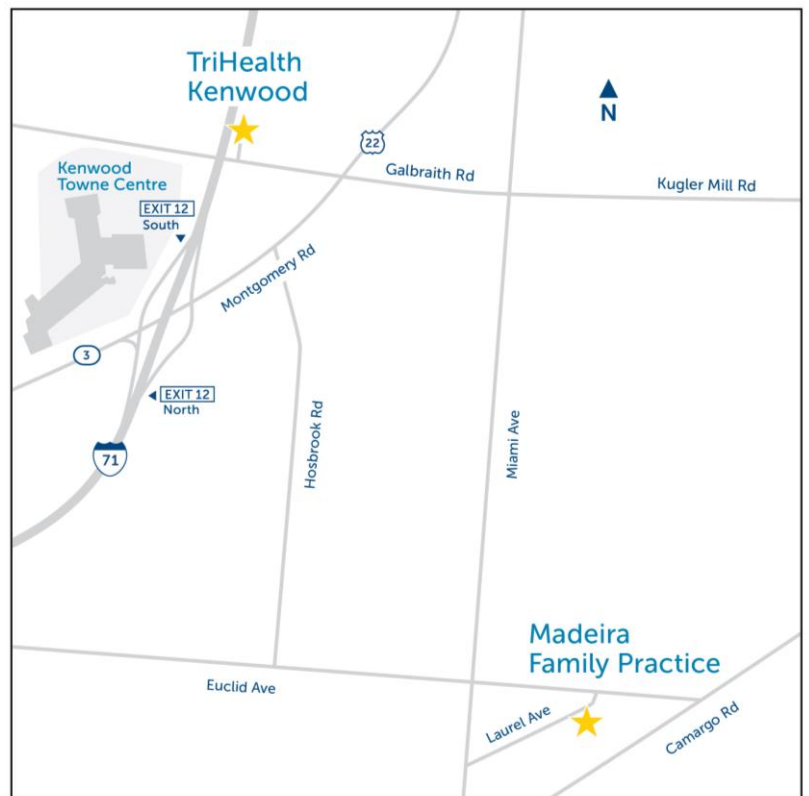 TriHealth
Kenwood
N
22
Galbraith Rd
Kugler Mill Rd
Kenwood
Towne Centre
EXIT 12
South
Montgomery Rd
3
EXIT 12
North
71
Hosbrook Rd
Miami Ave
Madeira
Family Practice
Euclid Ave
Laurel Ave
Camargo Rd